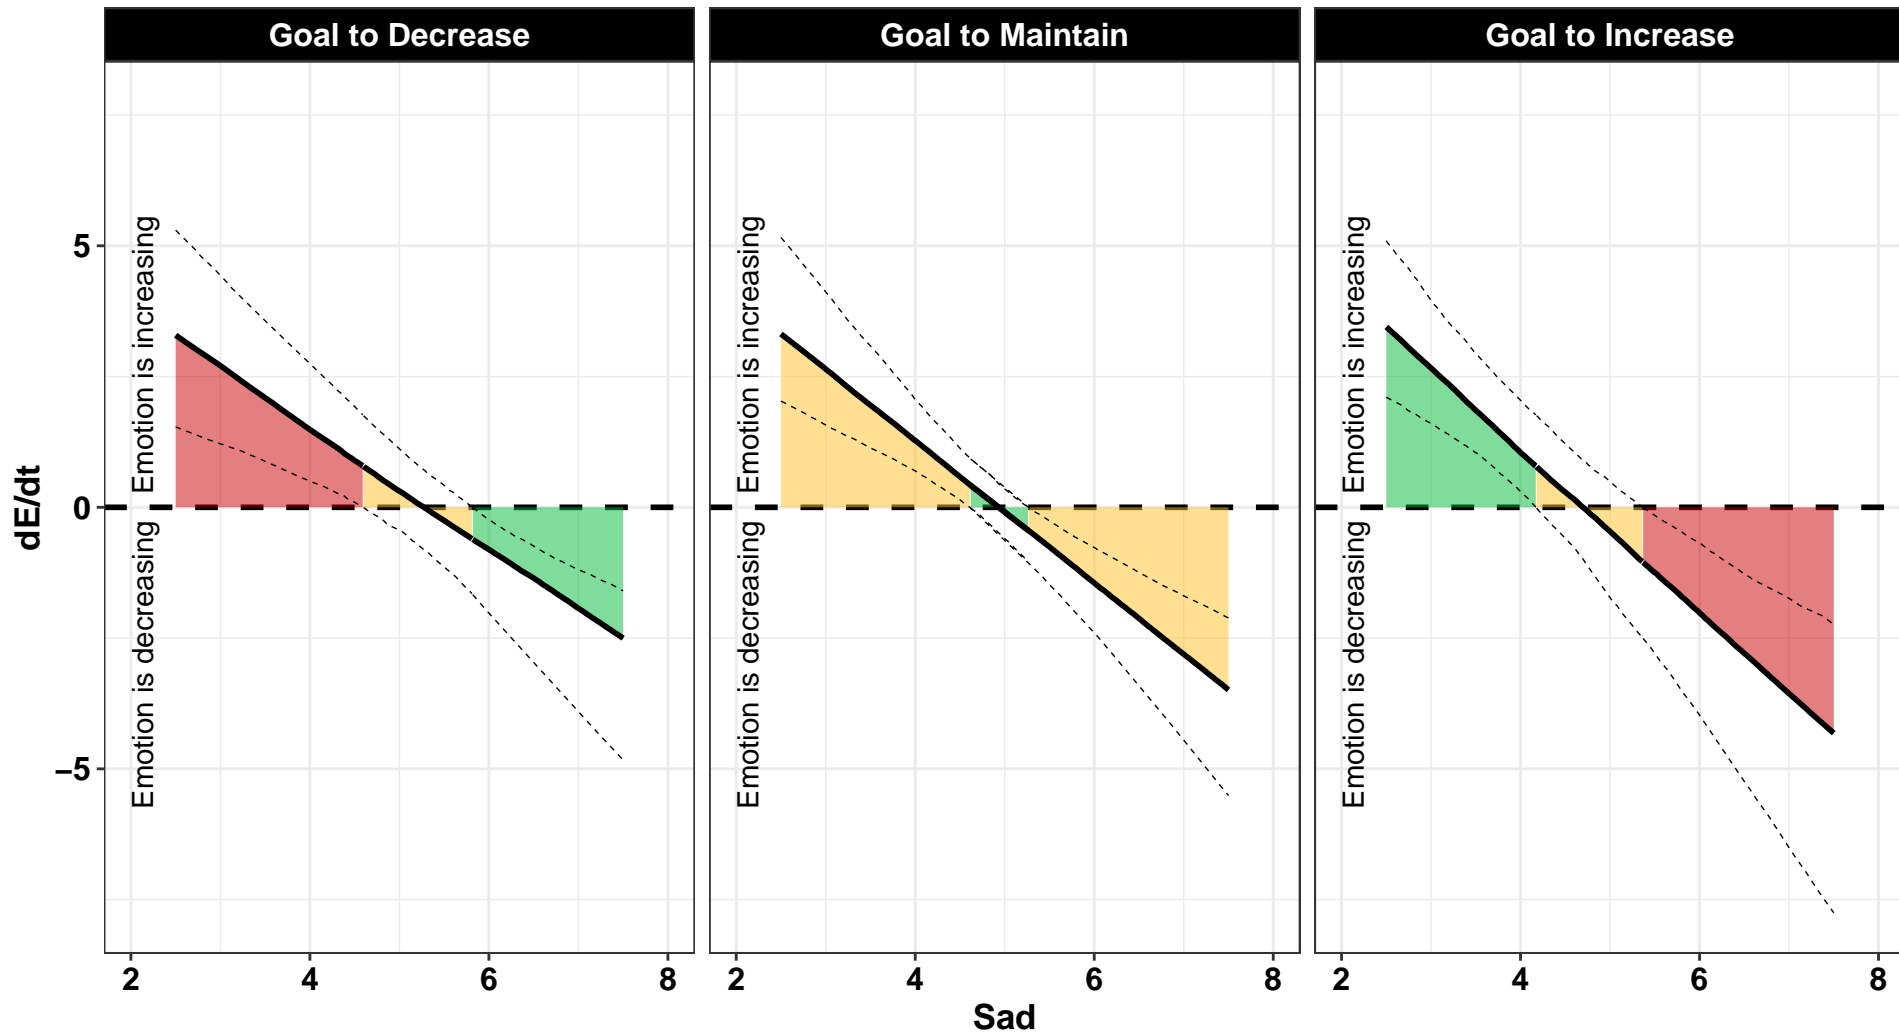 Goal to Decrease
Goal to Maintain
Goal to Increase
dE/dt
5
0
−5
Emotion is increasing
Emotion is decreasing
Emotion is increasing
Emotion is decreasing
Emotion is increasing
Emotion is decreasing
2 4 6 8
2 4 6 8
2 4 6 8
Sad